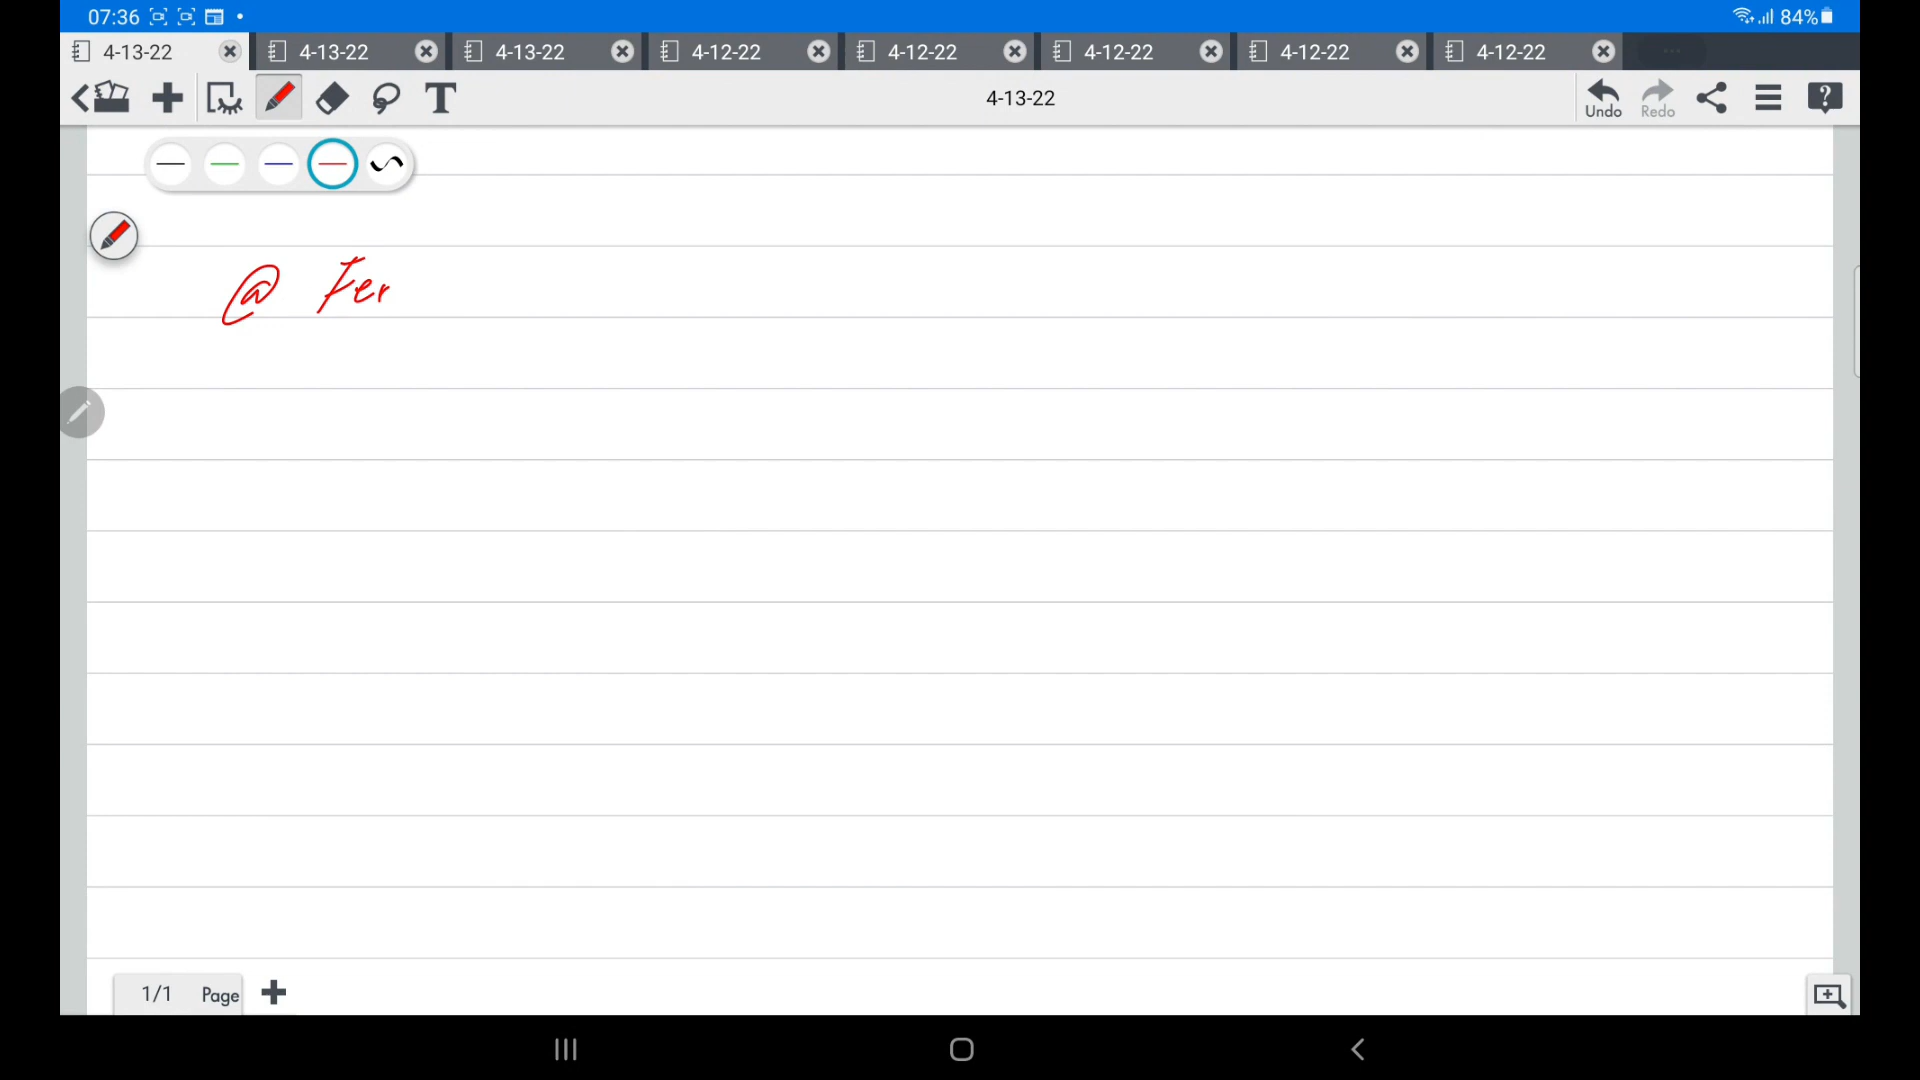 07:36 84%
4-13-22 4-13-22 4-13-22 4-12-22 4-12-22 4-12-22 4-12-22 4-12-22 ...
T 4-13-22 Undo Redo ?
@ Fer
1/1 Page